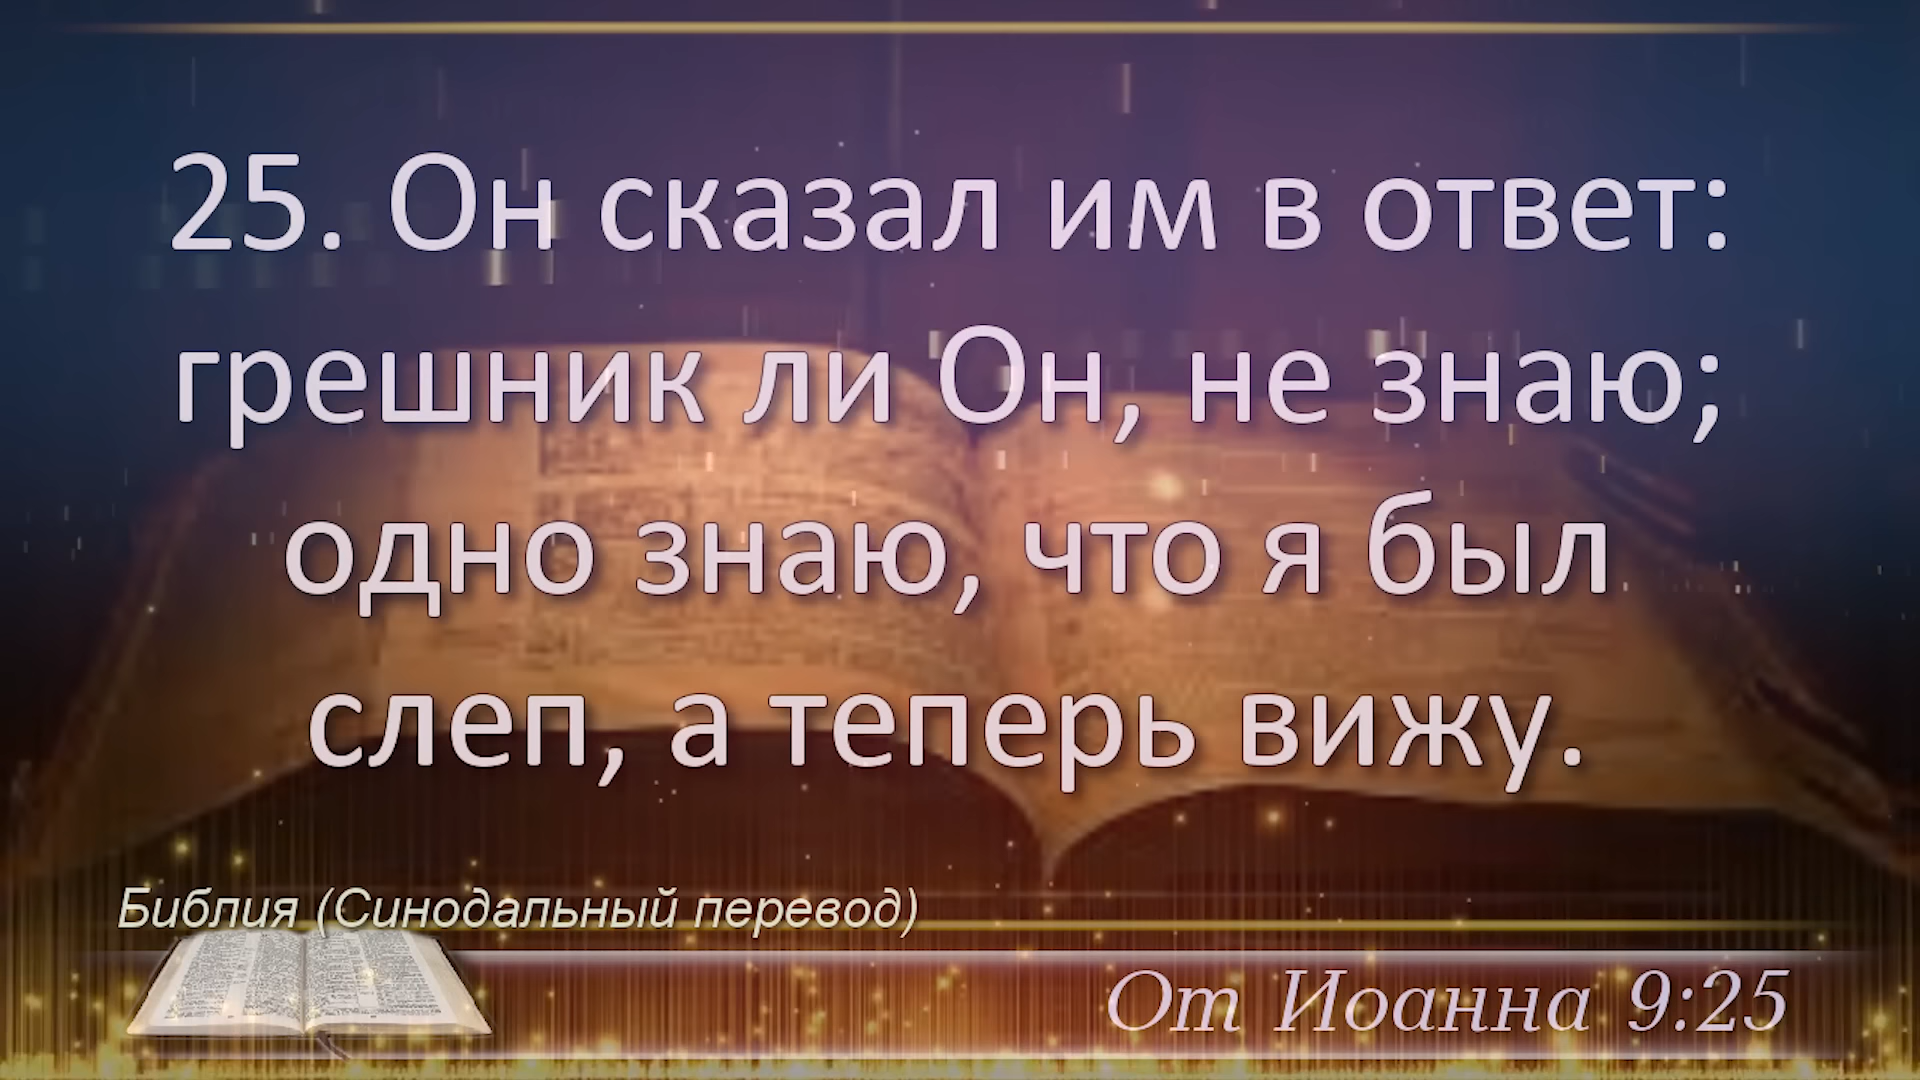 25. Он сказал им в ответ:
грешник ли Он, не знаю;
одно знаю, что я был
слеп, а теперь вижу.
Библия (Синодальный перевод)
От Иоанна 9:25